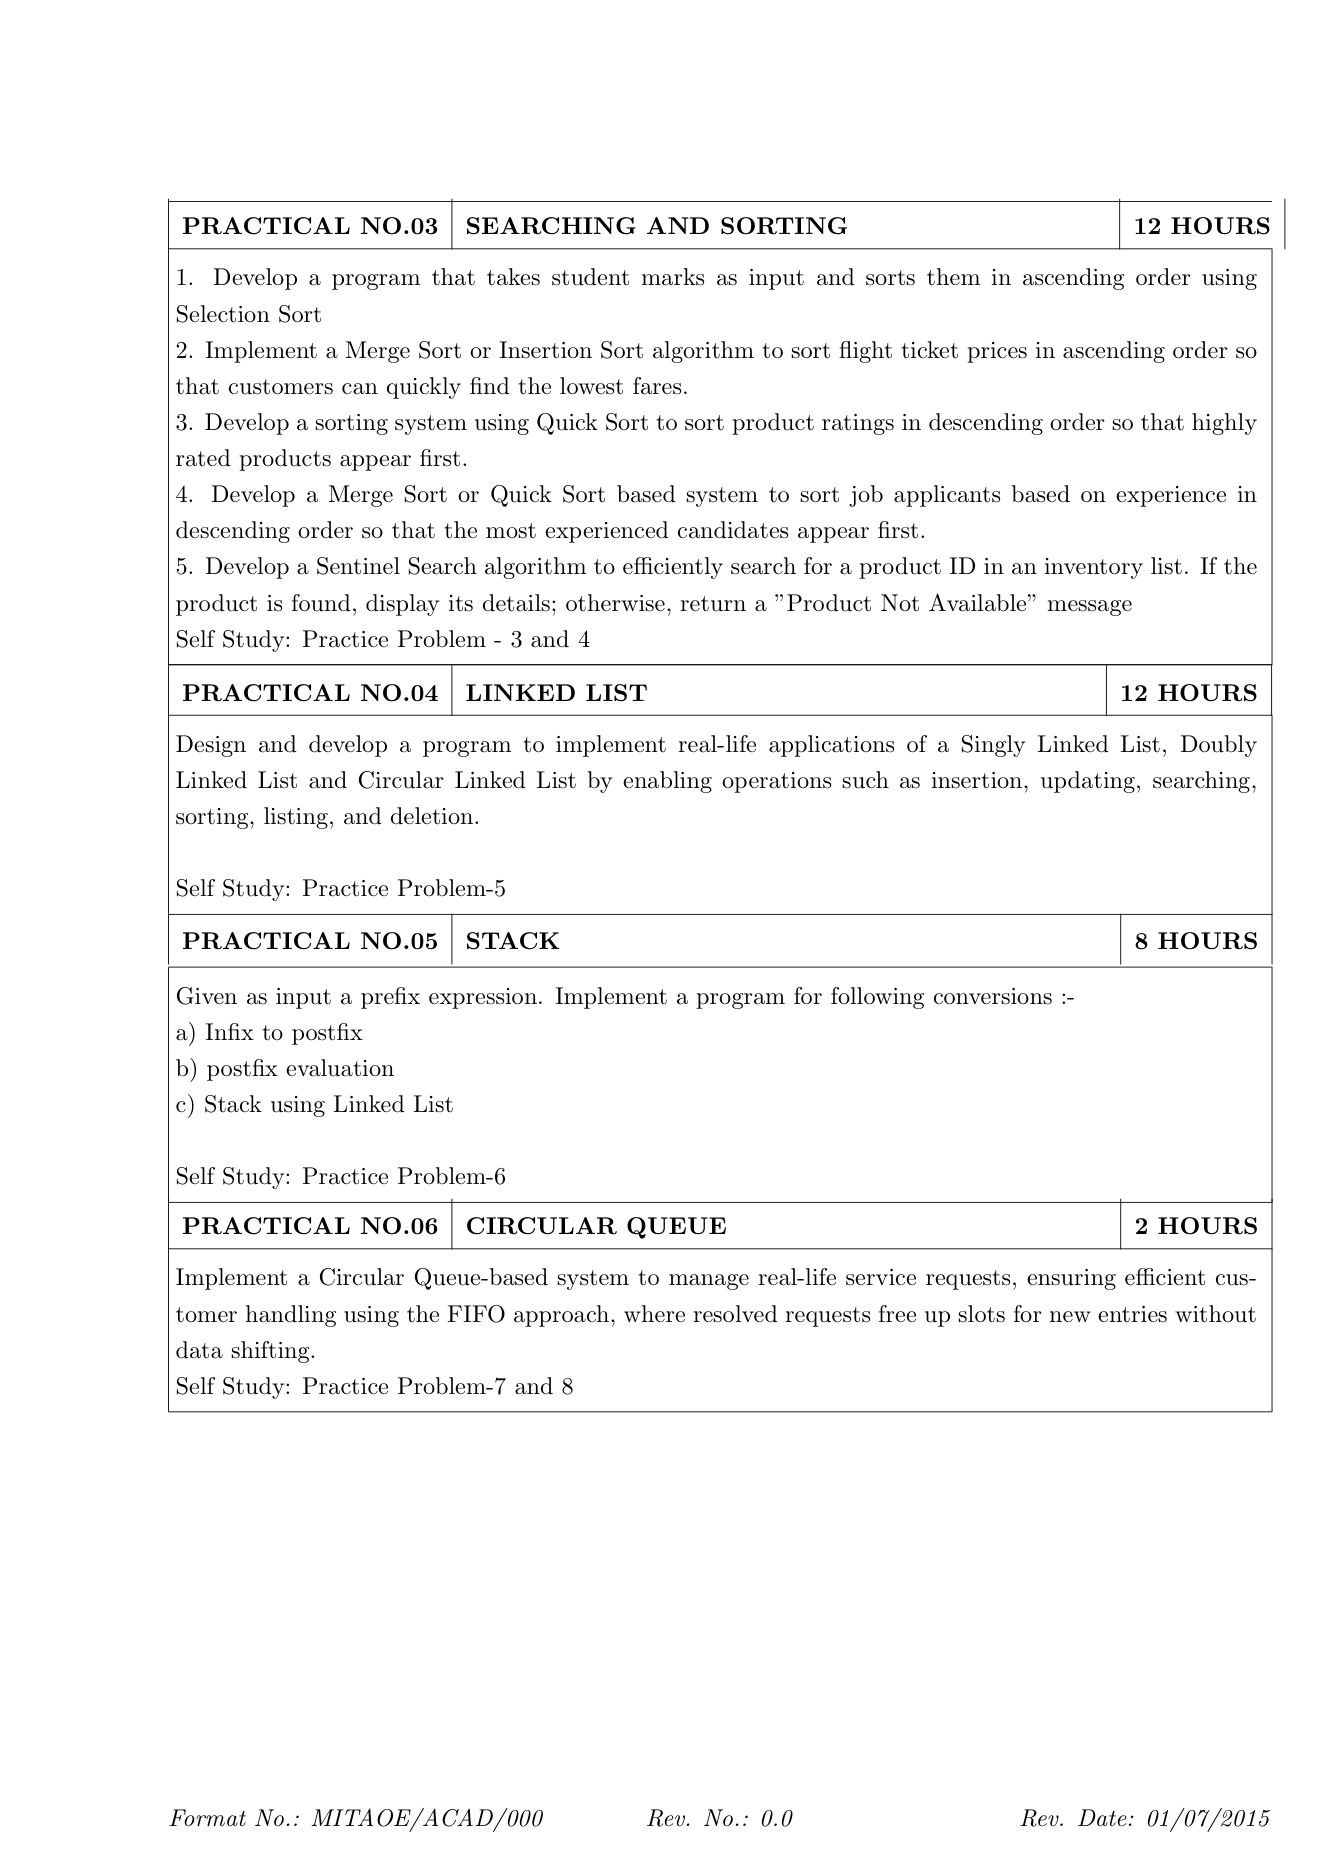 PRACTICAL NO.03 SEARCHING AND SORTING 12 HOURS
1. Develop a program that takes student marks as input and sorts them in ascending order using
Selection Sort
2. Implement a Merge Sort or Insertion Sort algorithm to sort flight ticket prices in ascending order so
that customers can quickly find the lowest fares.
3. Develop a sorting system using Quick Sort to sort product ratings in descending order so that highly
rated products appear first.
4. Develop a Merge Sort or Quick Sort based system to sort job applicants based on experience in
descending order so that the most experienced candidates appear first.
5. Develop a Sentinel Search algorithm to efficiently search for a product ID in an inventory list. If the
product is found, display its details; otherwise, return a ”Product Not Available” message
Self Study: Practice Problem - 3 and 4
PRACTICAL NO.04 LINKED LIST 12 HOURS
Design and develop a program to implement real-life applications of a Singly Linked List, Doubly
Linked List and Circular Linked List by enabling operations such as insertion, updating, searching,
sorting, listing, and deletion.
Self Study: Practice Problem-5
PRACTICAL NO.05 STACK 8 HOURS
Given as input a prefix expression. Implement a program for following conversions :-
a) Infix to postfix
b) postfix evaluation
c) Stack using Linked List
Self Study: Practice Problem-6
PRACTICAL NO.06 CIRCULAR QUEUE 2 HOURS
Implement a Circular Queue-based system to manage real-life service requests, ensuring efficient cus-
tomer handling using the FIFO approach, where resolved requests free up slots for new entries without
data shifting.
Self Study: Practice Problem-7 and 8
Format No.: MITAOE/ACAD/000 Rev. No.: 0.0 Rev. Date: 01/07/2015